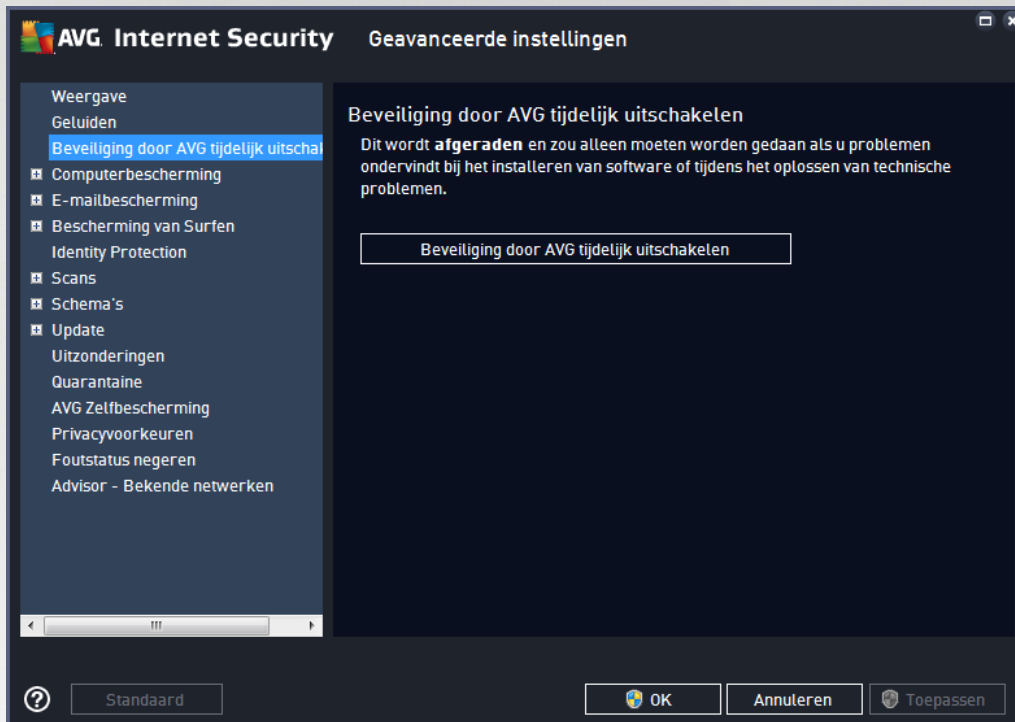 AVG Internet Security Geavanceerde instellingen
Weergave
Geluiden
Beveiliging door AVG tijdelijk uitschal
Computerbescherming
E-mailbescherming
Bescherming van Surfen
Identity Protection
Scans
Schema's
Update
Uitzonderingen
Quarantaine
AVG Zelfbescherming
Privacyvoorkeuren
Foutstatus negeren
Advisor - Bekende netwerken
Beveiliging door AVG tijdelijk uitschakelen
Dit wordt afgeraden en zou alleen moeten worden gedaan als u problemen
ondervindt bij het installeren van software of tijdens het oplossen van technische
problemen.
Beveiliging door AVG tijdelijk uitschakelen
Standaard
OK
Annuleren
Toepassen